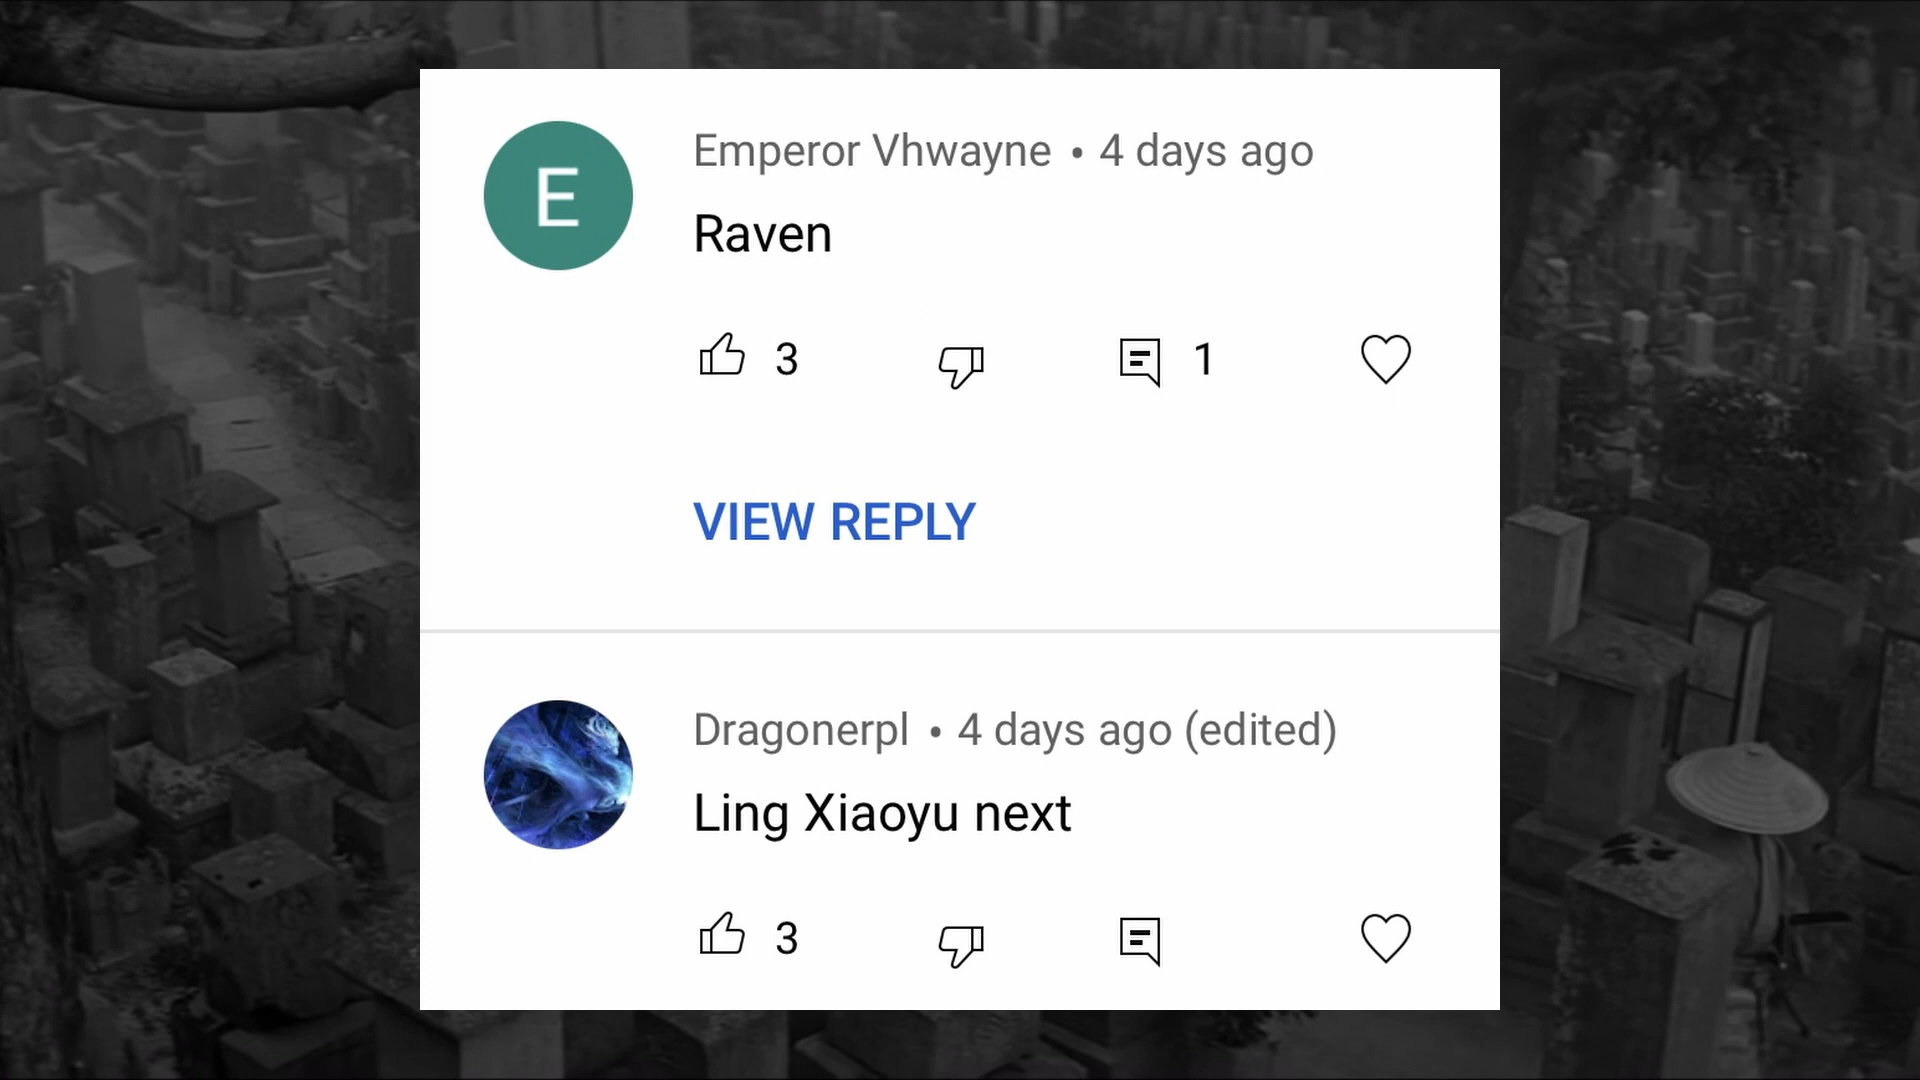 E
Emperor Vhwayne • 4 days ago
Raven
3
1
VIEW REPLY
Dragonerpl • 4 days ago (edited)
Ling Xiaoyu next
3